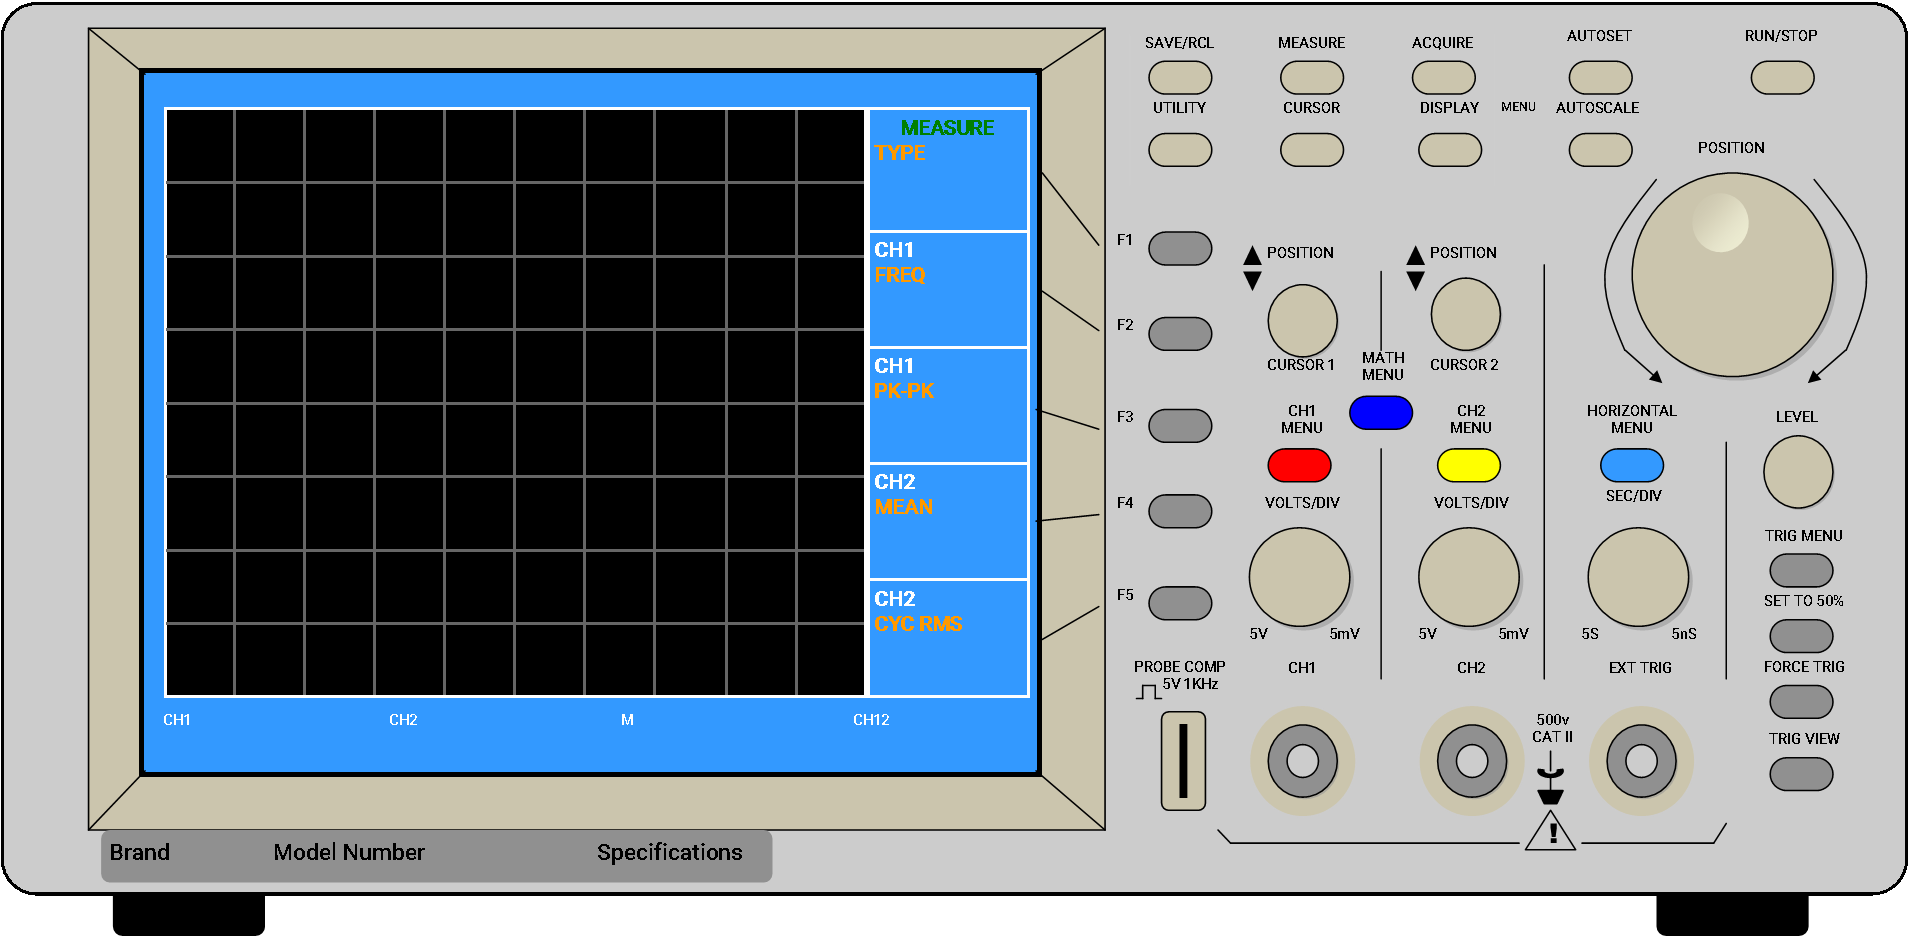 SAVE/RCL
MEASURE
ACQUIRE
AUTOSET
RUN/STOP
UTILITY
CURSOR
DISPLAY
MENU
AUTOSCALE
MEASURE
TYPE
CH1
FREQ
CH1
PK-PK
CH2
MEAN
CH2
CYC RMS
CH1
CH2
M
CH12
F1
F2
F3
F4
F5
POSITION
POSITION
POSITION
CURSOR 1
CURSOR 2
MATH
MENU
CH1
MENU
CH2
MENU
HORIZONTAL
MENU
LEVEL
VOLTS/DIV
VOLTS/DIV
SEC/DIV
TRIG MENU
SET TO 50%
FORCE TRIG
TRIG VIEW
5V
5mV
5V
5mV
5S
5nS
PROBE COMP
5V 1KHz
CH1
CH2
EXT TRIG
500v
CAT II
!
Brand
Model Number
Specifications